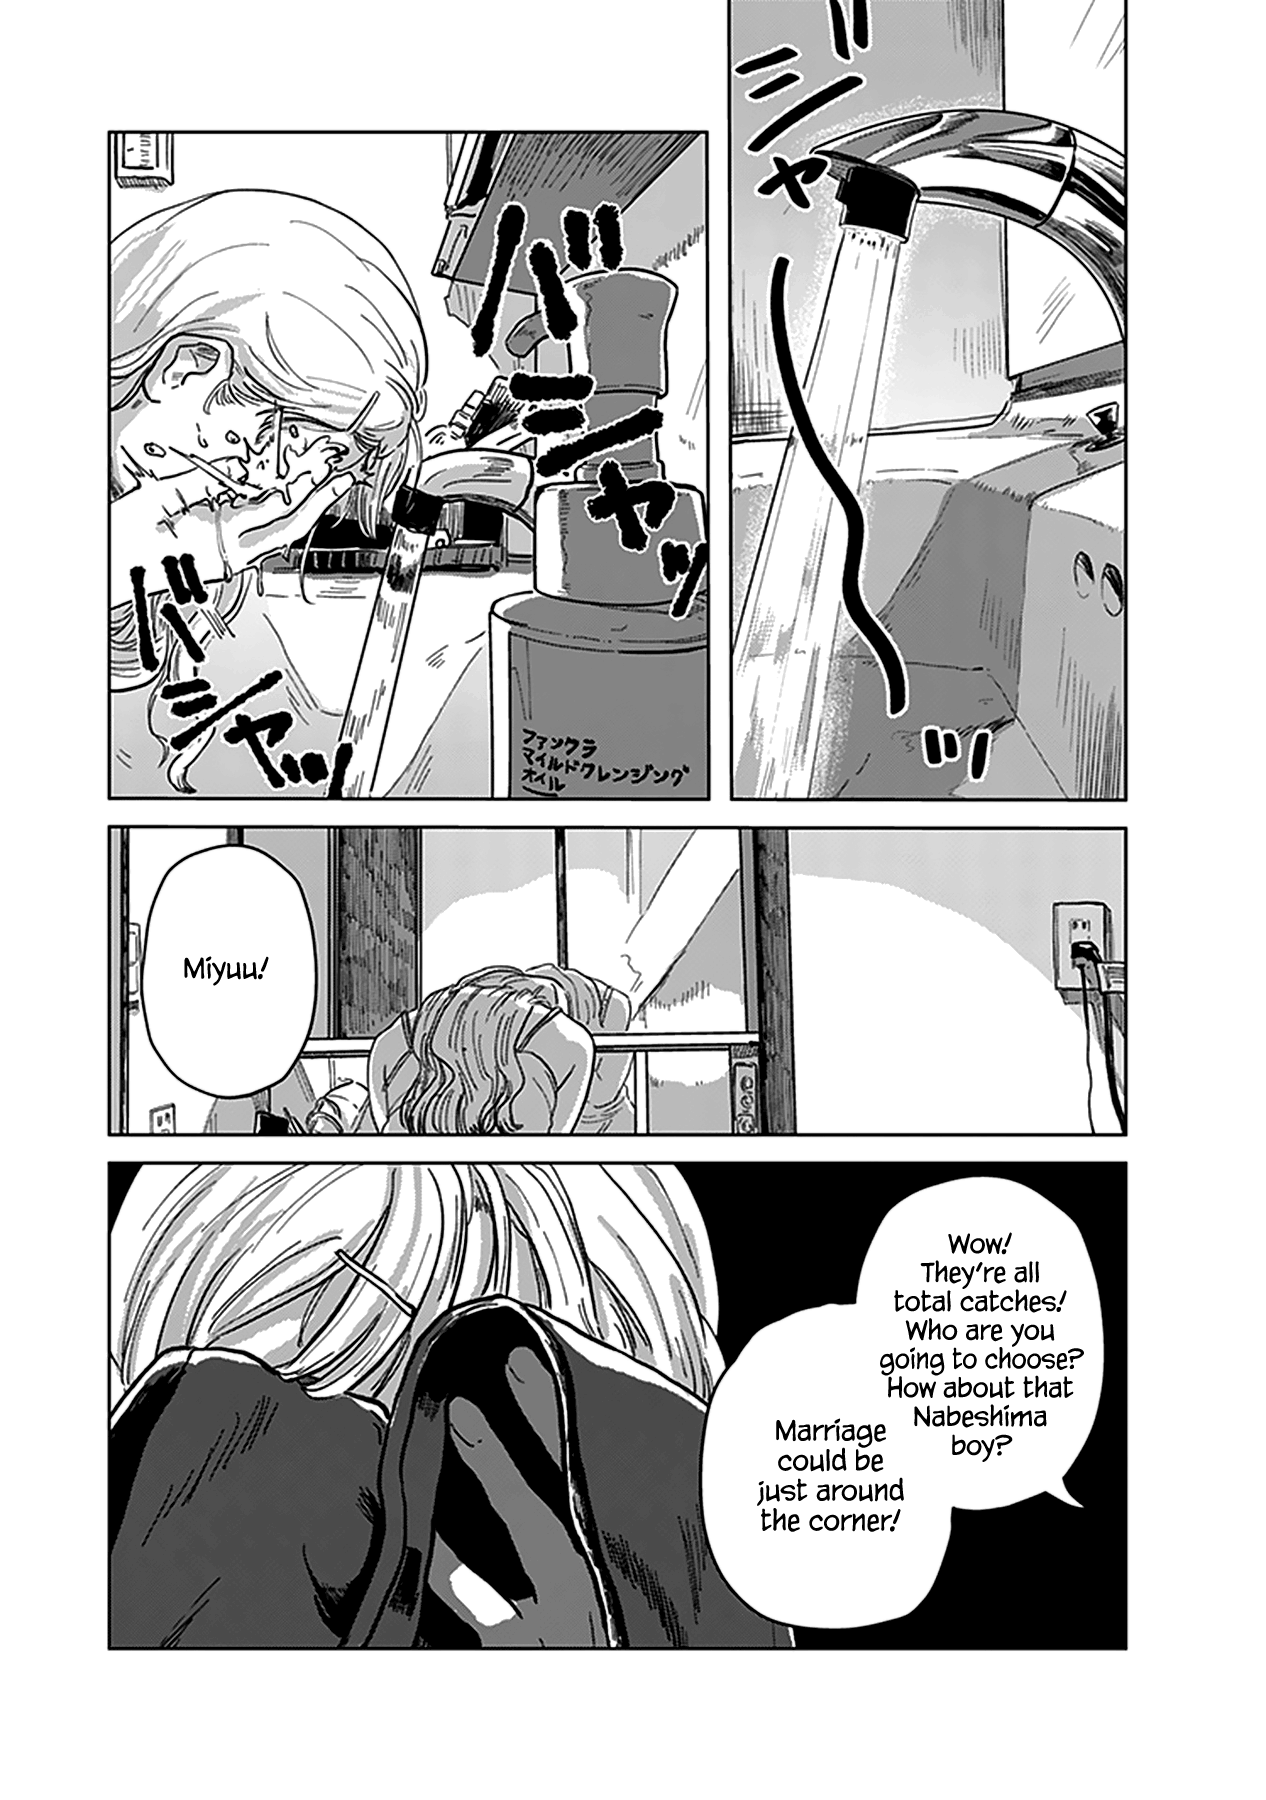 ジャーッ
バシャッ
バシャッ
ファンクラ
マイルドクレンジング
オイル
Miyuu!
Wow!
They're all
total catches!
Who are you
going to choose?
How about that
Nabeshima
boy?
Marriage
could be
just around
the corner!